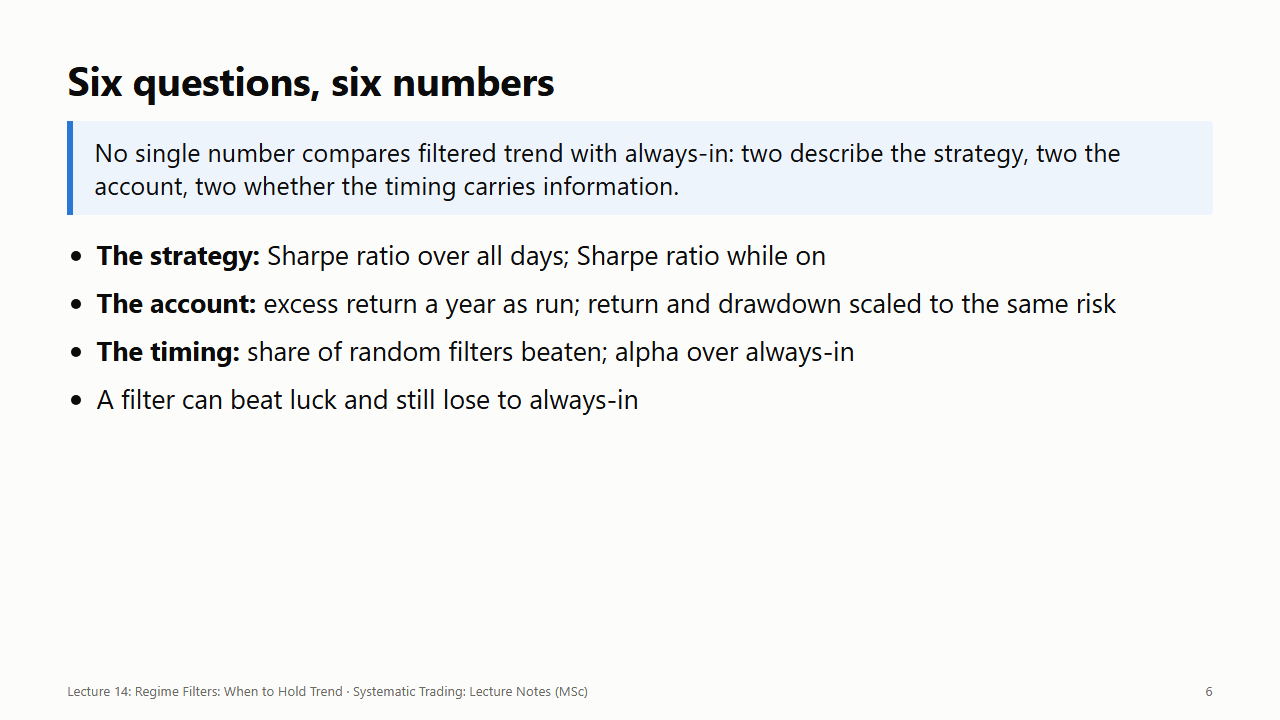 Six questions, six numbers
No single number compares filtered trend with always-in: two describe the strategy, two the
account, two whether the timing carries information.
• The strategy: Sharpe ratio over all days; Sharpe ratio while on
• The account: excess return a year as run; return and drawdown scaled to the same risk
• The timing: share of random filters beaten; alpha over always-in
• A filter can beat luck and still lose to always-in
Lecture 14: Regime Filters: When to Hold Trend · Systematic Trading: Lecture Notes (MSc)
6